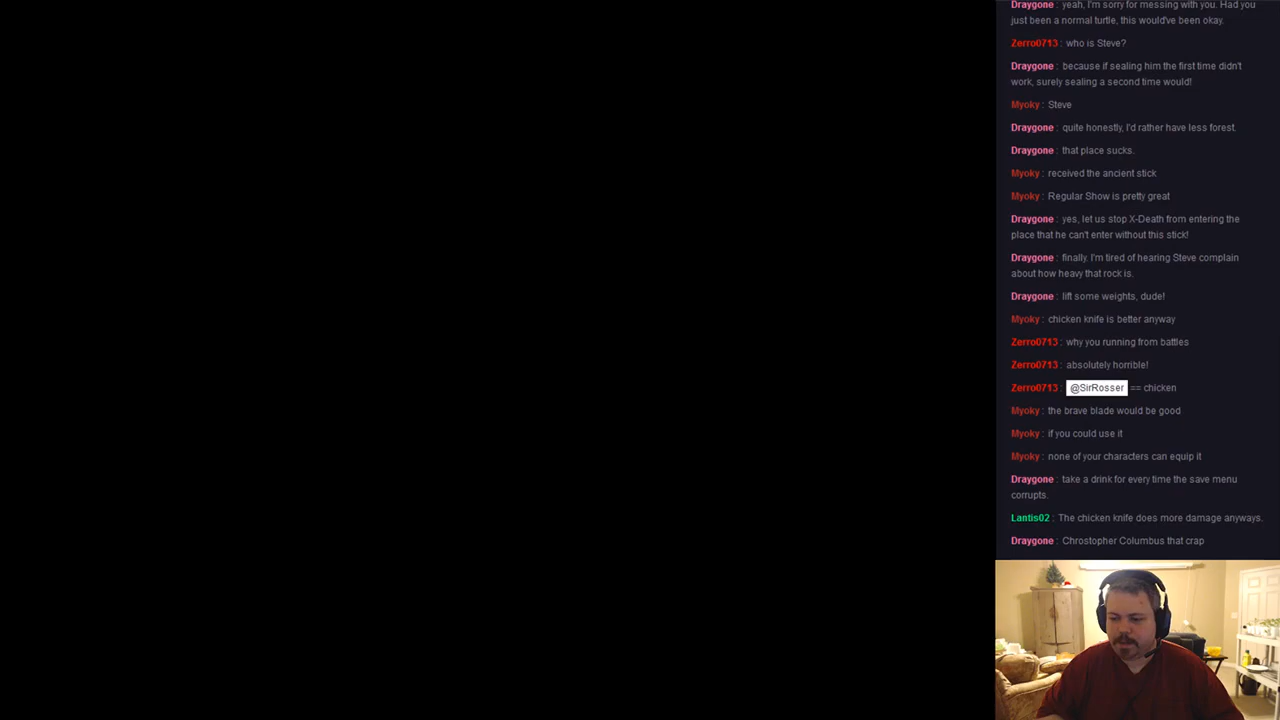 Draygone : yeah, I'm sorry for messing with you. Had you
just been a normal turtle, this would've been okay.
Zerro0713 : who is Steve?
Draygone : because if sealing him the first time didn't
work, surely sealing a second time would!
Myoky : Steve
Draygone : quite honestly, I'd rather have less forest.
Draygone : that place sucks.
Myoky : received the ancient stick
Myoky : Regular Show is pretty great
Draygone : yes, let us stop X-Death from entering the
place that he can't enter without this stick!
Draygone : finally. I'm tired of hearing Steve complain
about how heavy that rock is.
Draygone : lift some weights, dude!
Myoky : chicken knife is better anyway
Zerro0713 : why you running from battles
Zerro0713 : absolutely horrible!
Zerro0713 : @SirRosser == chicken
Myoky : the brave blade would be good
Myoky : if you could use it
Myoky : none of your characters can equip it
Draygone : take a drink for every time the save menu
corrupts.
Lantis02 : The chicken knife does more damage anyways.
Draygone : Chrostopher Columbus that crap